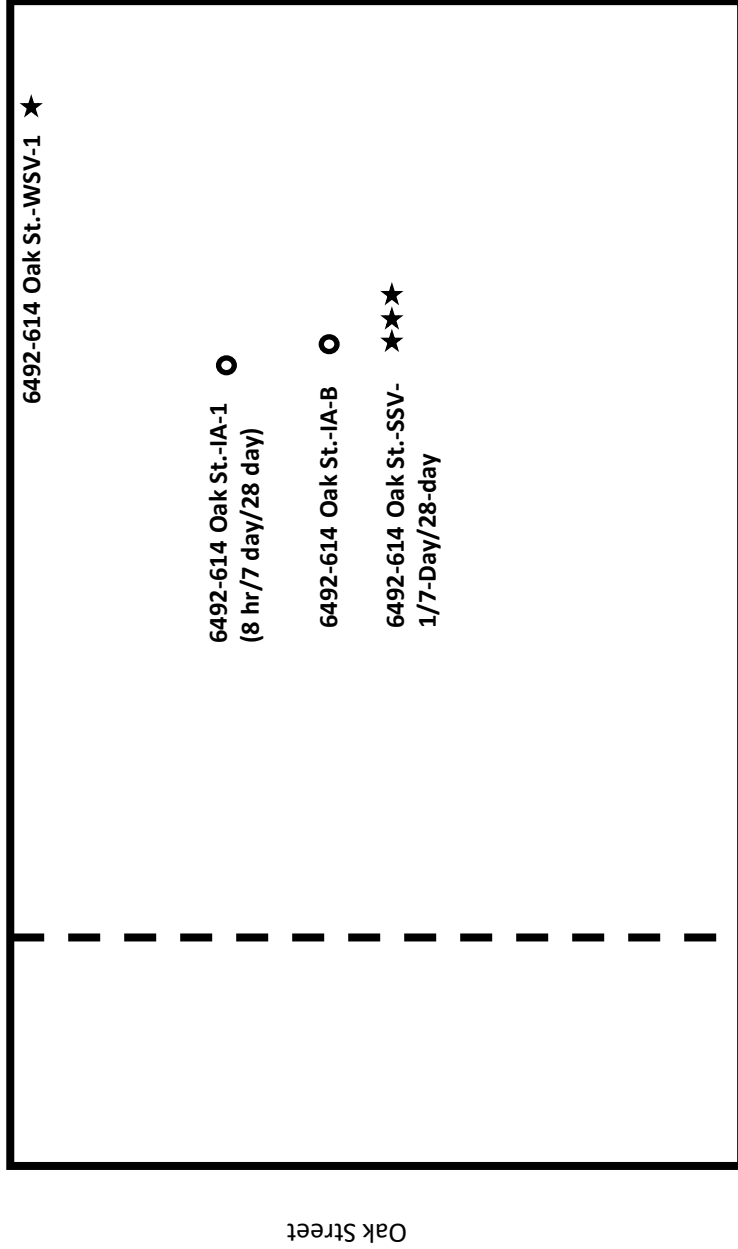 6492-614 Oak St.-WSV-1
6492-614 Oak St.-IA-1
(8 hr/7 day/28 day)
6492-614 Oak St.-IA-B
6492-614 Oak St.-SSV-
1/7-Day/28-day
Oak Street